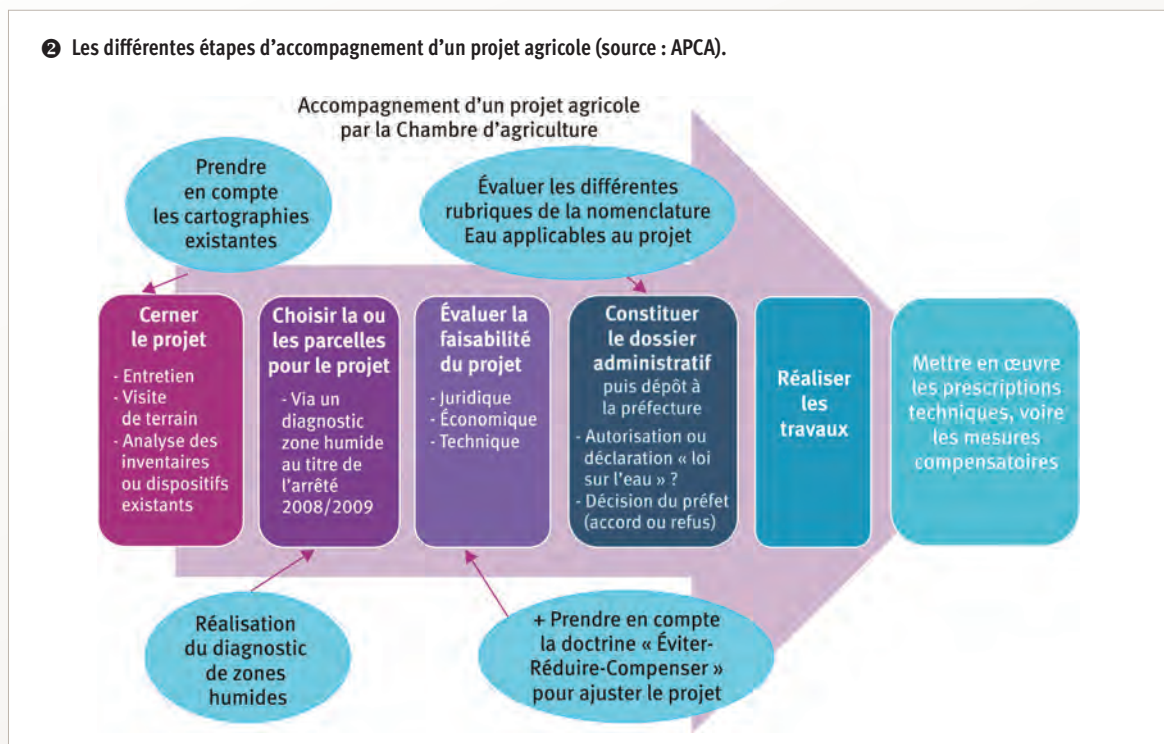 ❷ Les différentes étapes d’accompagnement d’un projet agricole (source : APCA).
Accompagnement d’un projet agricole
par la Chambre d’agriculture
Prendre
en compte
les cartographies
existantes
Évaluer les différentes
rubriques de la nomenclature
Eau applicables au projet
Cerner
le projet
- Entretien
- Visite
de terrain
- Analyse des
inventaires
ou dispositifs
existants
Choisir la ou
les parcelles
pour le projet
- Via un
diagnostic
zone humide
au titre de
l’arrêté
2008/2009
Évaluer la
faisabilité
du projet
- Juridique
- Économique
- Technique
Constituer
le dossier
administratif
puis dépôt à
la préfecture
- Autorisation ou
déclaration « loi
sur l’eau » ?
- Décision du préfet
(accord ou refus)
Réaliser
les
travaux
Mettre en œuvre
les prescriptions
techniques, voire
les mesures
compensatoires
Réalisation
du diagnostic
de zones
humides
+ Prendre en compte
la doctrine « Éviter-
Réduire-Compenser »
pour ajuster le projet